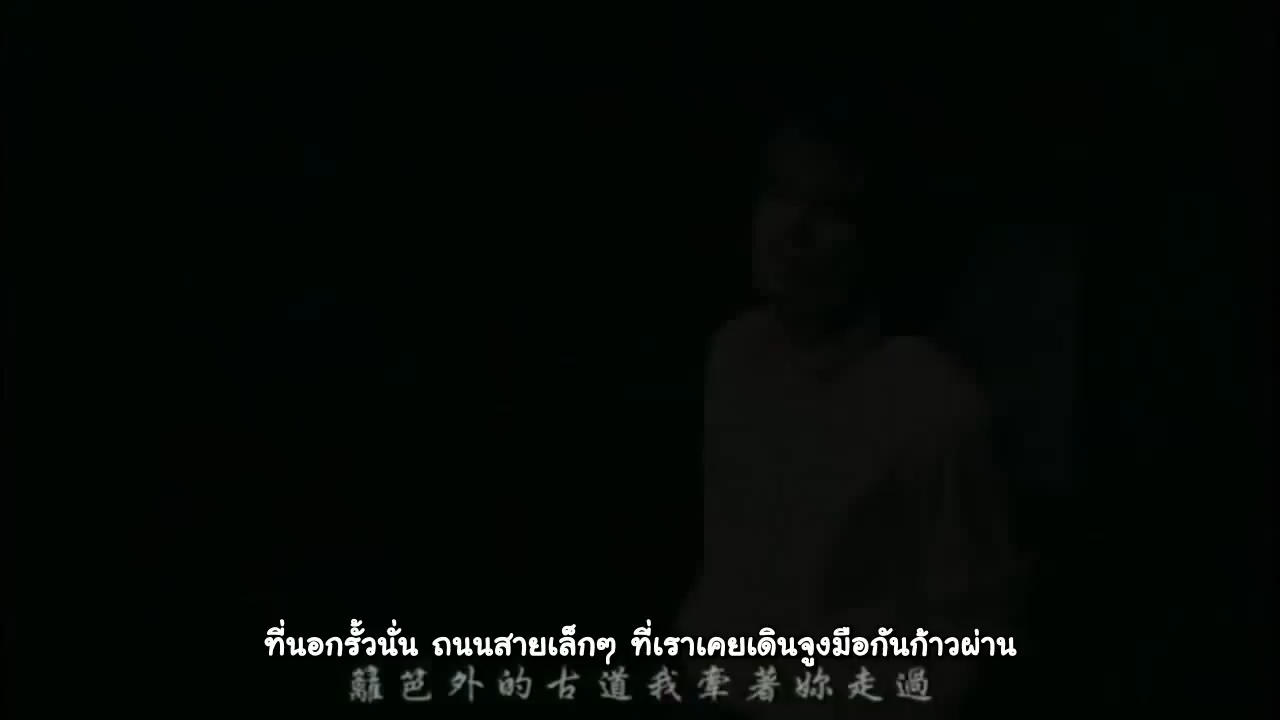 ที่นอกรั้วนั่น ถนนสายเล็กๆ ที่เราเคยเดินจูงมือกันก้าวผ่าน
籬笆外的古道我牽著妳走過